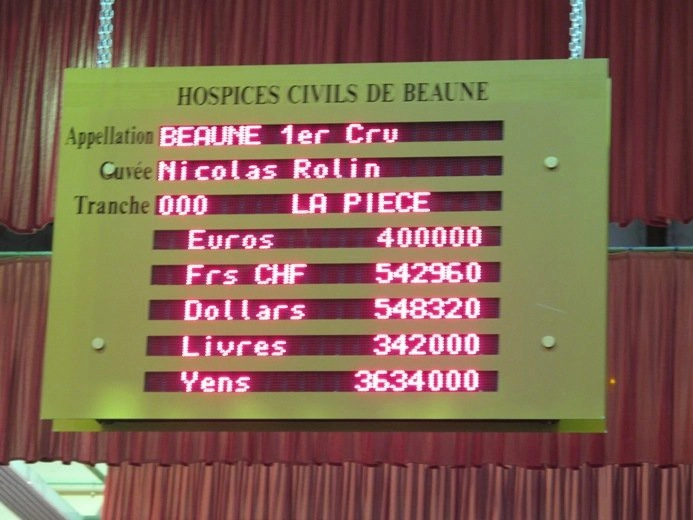 HOSPICES CIVILS DE BEAUNE
Appellation BEAUNE 1er Cru
Cuvée Nicolas Rolin
Tranche 000 LA PIECE
Euros 400000
Frs CHF 542960
Dollars 548320
Livres 342000
Yens 3634000